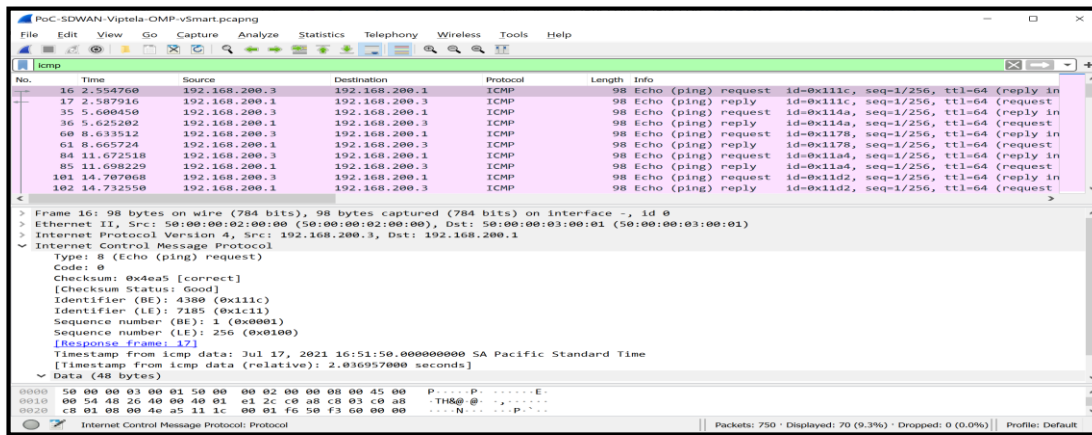 PoC-SDWAN-Viptela-OMP-vSmart.pcapng
File Edit View Go Capture Analyze Statistics Telephony Wireless Tools Help
icmp
No. Time Source Destination Protocol Length Info
16 2.554760 192.168.200.3 192.168.200.1 ICMP 98 Echo (ping) request id=0x111c, seq=1/256, ttl=64 (reply in
17 2.587916 192.168.200.1 192.168.200.3 ICMP 98 Echo (ping) reply id=0x111c, seq=1/256, ttl=64 (request
35 5.600450 192.168.200.3 192.168.200.1 ICMP 98 Echo (ping) request id=0x114a, seq=1/256, ttl=64 (reply in
36 5.625202 192.168.200.1 192.168.200.3 ICMP 98 Echo (ping) reply id=0x114a, seq=1/256, ttl=64 (request
60 8.633512 192.168.200.3 192.168.200.1 ICMP 98 Echo (ping) request id=0x1178, seq=1/256, ttl=64 (reply in
61 8.665724 192.168.200.1 192.168.200.3 ICMP 98 Echo (ping) reply id=0x1178, seq=1/256, ttl=64 (request
84 11.672518 192.168.200.3 192.168.200.1 ICMP 98 Echo (ping) request id=0x11a4, seq=1/256, ttl=64 (reply in
85 11.698229 192.168.200.1 192.168.200.3 ICMP 98 Echo (ping) reply id=0x11a4, seq=1/256, ttl=64 (request
101 14.707068 192.168.200.3 192.168.200.1 ICMP 98 Echo (ping) request id=0x11d2, seq=1/256, ttl=64 (reply in
102 14.732550 192.168.200.1 192.168.200.3 ICMP 98 Echo (ping) reply id=0x11d2, seq=1/256, ttl=64 (request
Frame 16: 98 bytes on wire (784 bits), 98 bytes captured (784 bits) on interface -, id 0
Ethernet II, Src: 50:00:00:02:00:00 (50:00:00:02:00:00), Dst: 50:00:00:03:00:01 (50:00:00:03:00:01)
Internet Protocol Version 4, Src: 192.168.200.3, Dst: 192.168.200.1
Internet Control Message Protocol
Type: 8 (Echo (ping) request)
Code: 0
Checksum: 0x4ea5 [correct]
[Checksum Status: Good]
Identifier (BE): 4380 (0x111c)
Identifier (LE): 7185 (0x1c11)
Sequence number (BE): 1 (0x0001)
Sequence number (LE): 256 (0x0100)
[Response frame: 17]
Timestamp from icmp data: Jul 17, 2021 16:51:50.000000000 SA Pacific Standard Time
[Timestamp from icmp data (relative): 2.036957000 seconds]
Data (48 bytes)
0000 50 00 00 03 00 01 50 00 00 02 00 00 08 00 45 00 P·····P· ······E·
0010 00 54 48 26 40 00 40 01 e1 2c c0 a8 c8 03 c0 a8 ·TH&@·@· ·,······
0020 c8 01 08 00 4e a5 11 1c 00 01 f6 50 f3 60 00 00 ····N··· ···P·`··
Internet Control Message Protocol: Protocol Packets: 750 · Displayed: 70 (9.3%) · Dropped: 0 (0.0%) Profile: Default